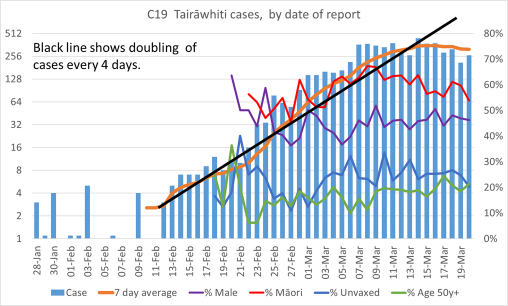 C19 Tairāwhiti cases, by date of report
Black line shows doubling of
cases every 4 days.
512
256
128
64
32
16
8
4
2
1
80%
70%
60%
50%
40%
30%
20%
10%
0%
28-Jan
30-Jan
01-Feb
03-Feb
05-Feb
07-Feb
09-Feb
11-Feb
13-Feb
15-Feb
17-Feb
19-Feb
21-Feb
23-Feb
25-Feb
27-Feb
01-Mar
03-Mar
05-Mar
07-Mar
09-Mar
11-Mar
13-Mar
15-Mar
17-Mar
19-Mar
Case 7 day average % Male % Māori % Unvaxed % Age 50y+